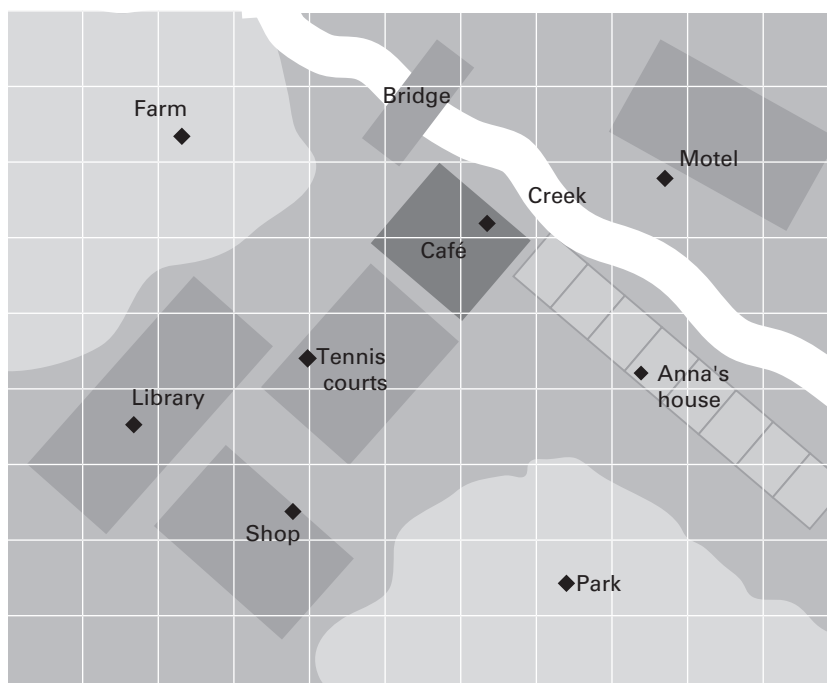 Bridge
Farm
Motel
Creek
Café
Tennis
courts
Anna's
house
Library
Shop
Park